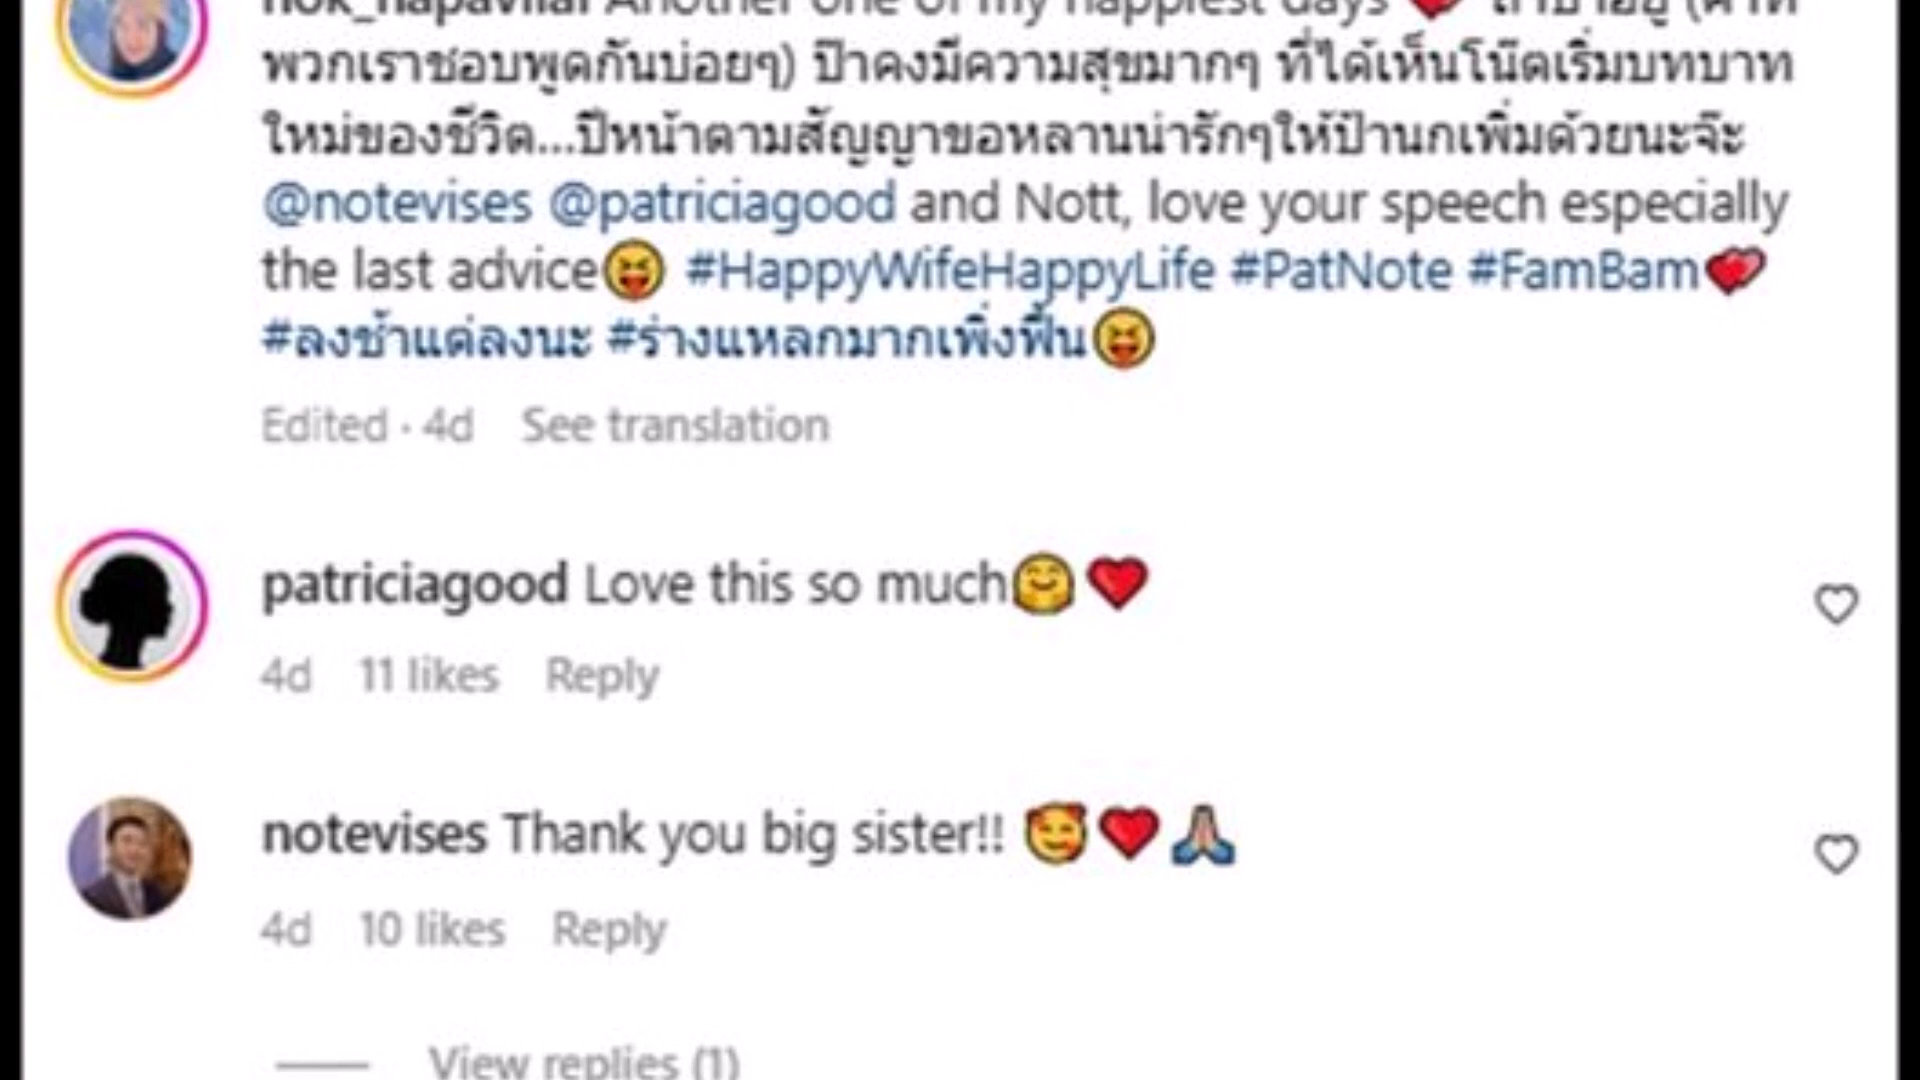 nok_napavilai Another one of my happiest days ❤️ ถ้าป๋าอยู่ (คำที่
พวกเราชอบพูดกันบ่อยๆ) ป๊าคงมีความสุขมากๆ ที่ได้เห็นโน๊ตเริ่มบทบาท
ใหม่ของชีวิต...ปีหน้าตามสัญญาขอหลานน่ารักๆให้ป้านกเพิ่มด้วยนะจ๊ะ
@notevises @patriciagood and Nott, love your speech especially
the last advice😝 #HappyWifeHappyLife #PatNote #FamBam💕
#ลงช้าแต่ลงนะ #ร่างแหลกมากเพิ่งฟื้น😝
Edited · 4d See translation
patriciagood Love this so much🤗❤️
4d 11 likes Reply
notevises Thank you big sister!! 🥰❤️🙏🏼
4d 10 likes Reply
View replies (1)